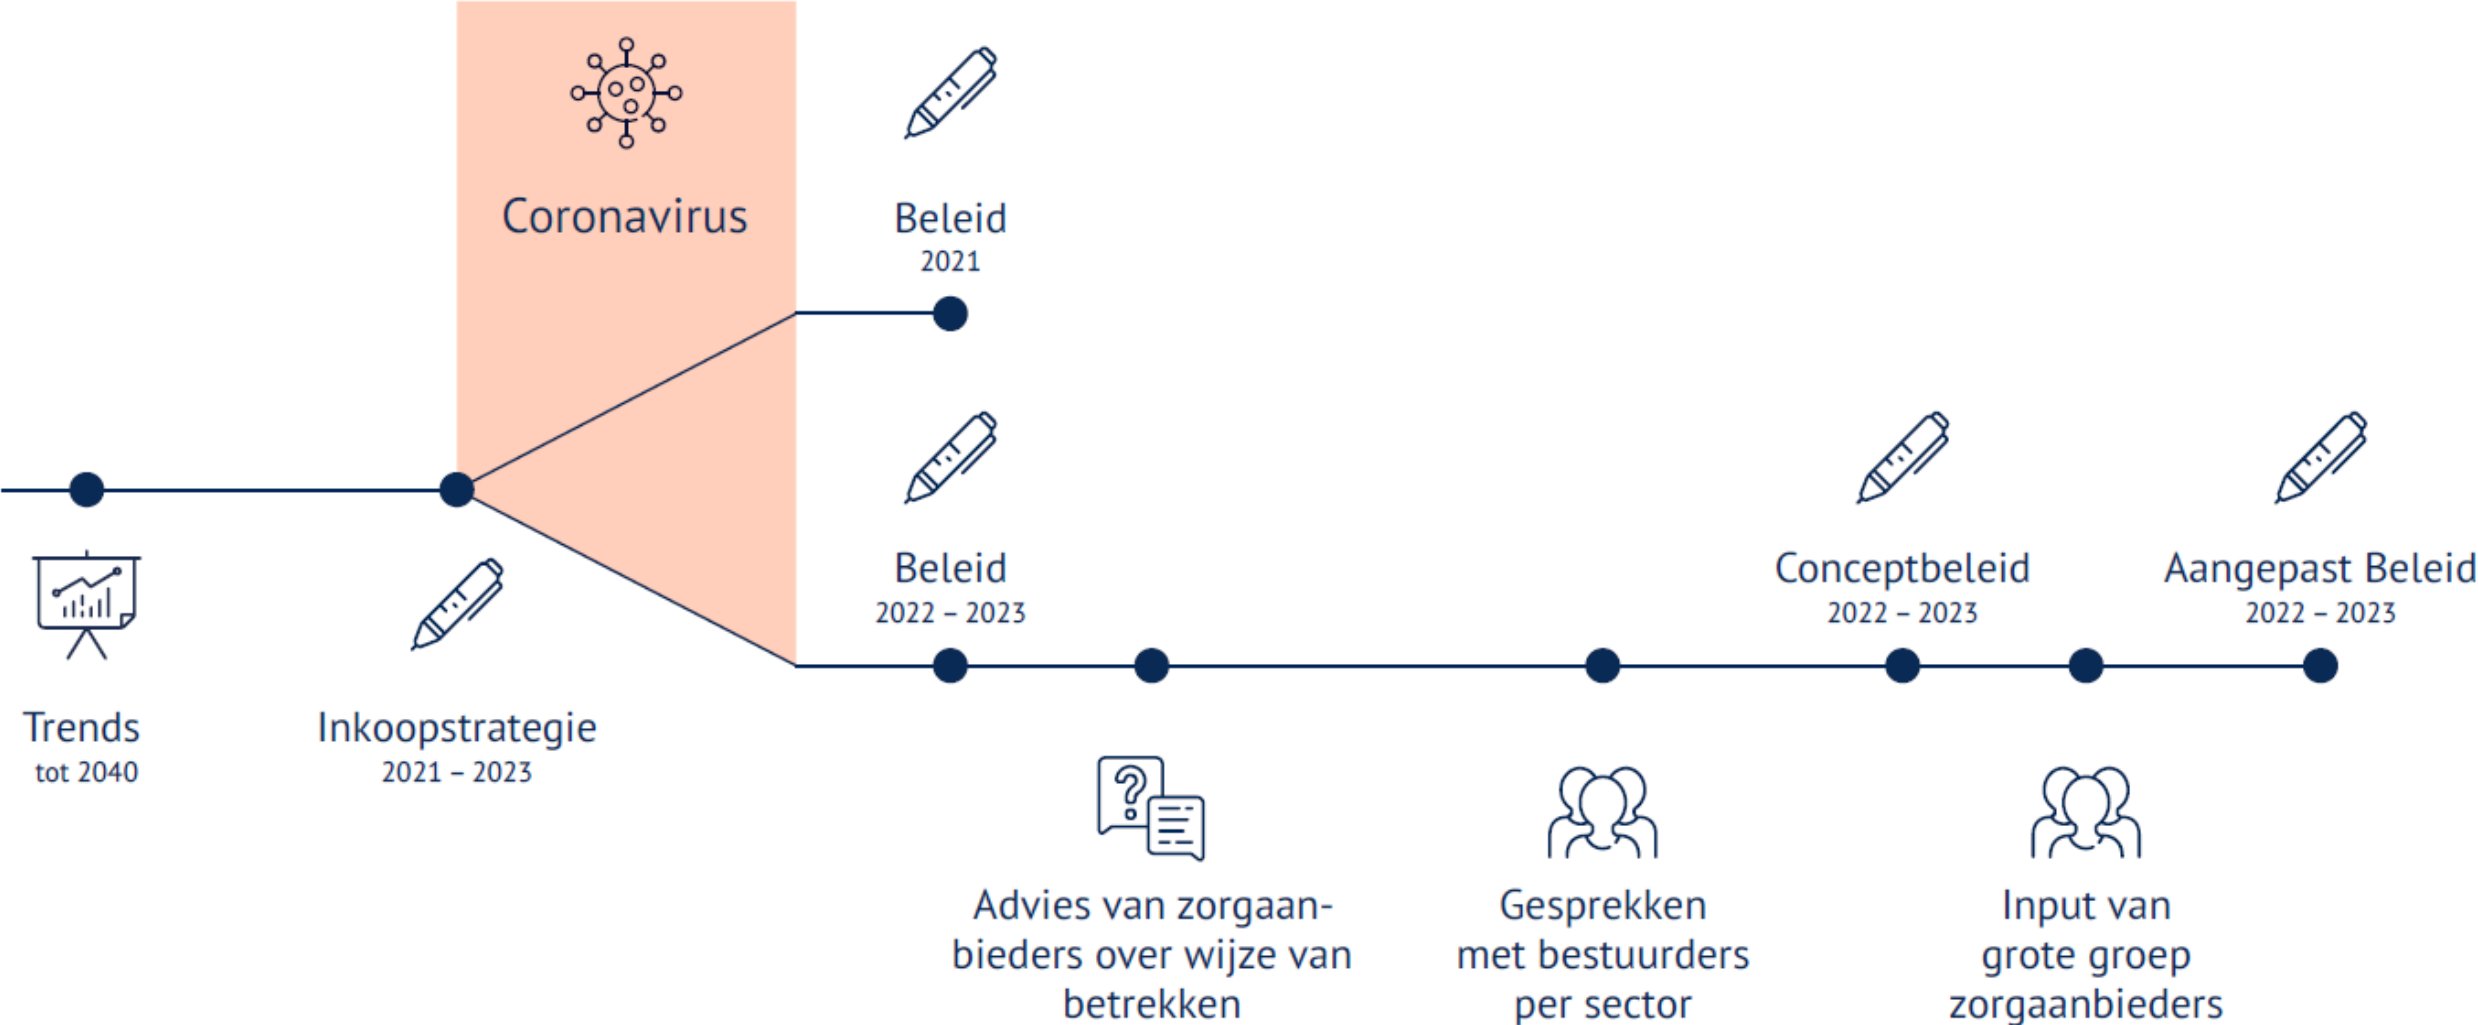 Coronavirus
Beleid
2021
Beleid
2022 – 2023
Conceptbeleid
2022 – 2023
Aangepast Beleid
2022 – 2023
Trends
tot 2040
Inkoopstrategie
2021 – 2023
Advies van zorgaan-
bieders over wijze van
betrekken
Gesprekken
met bestuurders
per sector
Input van
grote groep
zorgaanbieders